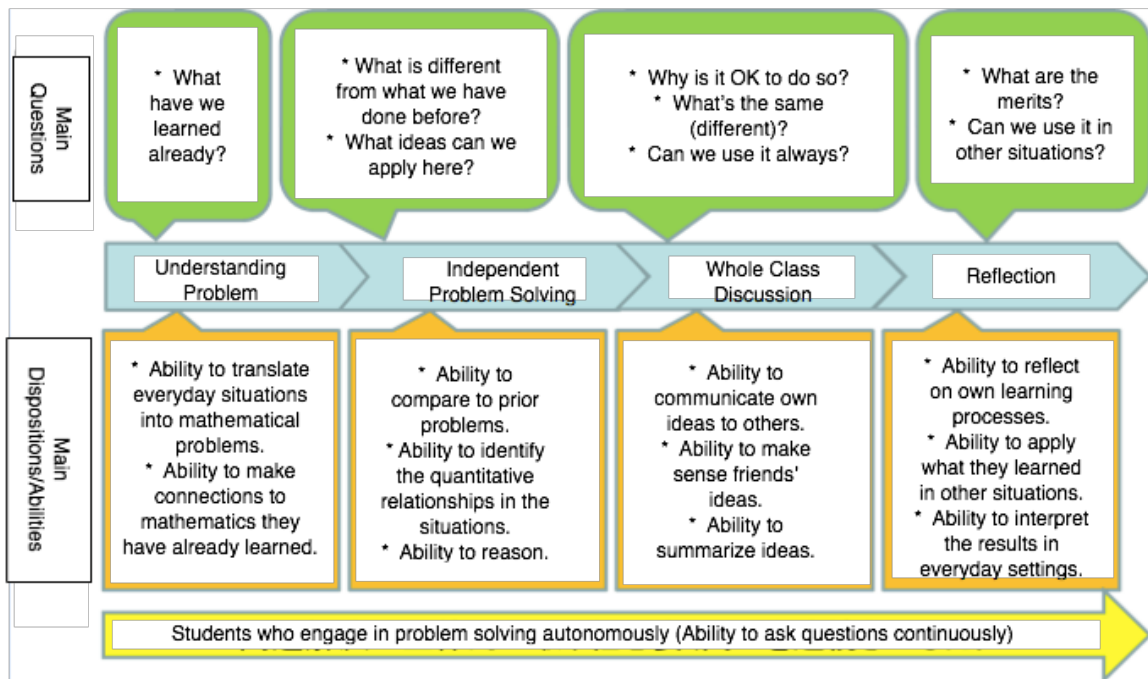 Main
Questions
* What
have we
learned
already?
* What is different
from what we have
done before?
* What ideas can we
apply here?
* Why is it OK to do so?
* What's the same
(different)?
* Can we use it always?
* What are the
merits?
* Can we use it in
other situations?
Understanding
Problem
Independent
Problem Solving
Whole Class
Discussion
Reflection
Main
Dispositions/Abilities
* Ability to translate
everyday situations
into mathematical
problems.
* Ability to make
connections to
mathematics they
have already learned.
* Ability to
compare to prior
problems.
* Ability to identify
the quantitative
relationships in the
situations.
* Ability to reason.
* Ability to
communicate own
ideas to others.
* Ability to make
sense friends'
ideas.
* Ability to
summarize ideas.
* Ability to reflect
on own learning
processes.
* Ability to apply
what they learned
in other situations.
* Ability to interpret
the results in
everyday settings.
Students who engage in problem solving autonomously (Ability to ask questions continuously)